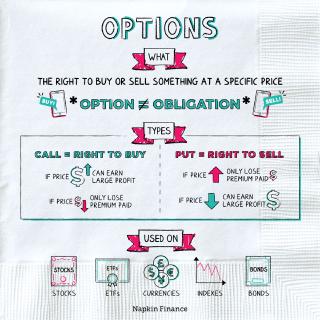 OPTIONS
WHAT
THE RIGHT TO BUY OR SELL SOMETHING AT A SPECIFIC PRICE
BUY!
* OPTION ≠ OBLIGATION *
SELL!
TYPES
CALL = RIGHT TO BUY
IF PRICE $ CAN EARN
LARGE PROFIT
IF PRICE $ ONLY LOSE
PREMIUM PAID
PUT = RIGHT TO SELL
IF PRICE ONLY LOSE
PREMIUM PAID $
IF PRICE CAN EARN
LARGE PROFIT $
USED ON
STOCKS
ETFs
$ € £ ¥
BONDS
STOCKS
ETFs
CURRENCIES
INDEXES
BONDS
Napkin Finance